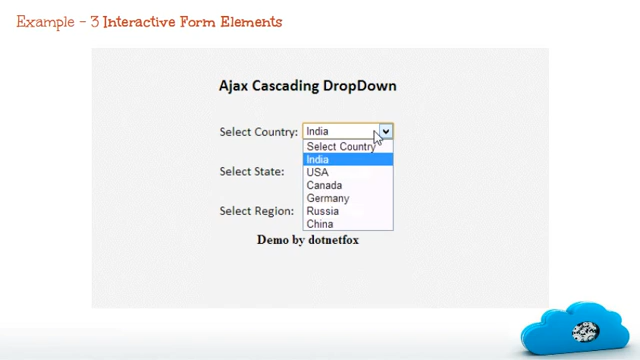 Example - 3 Interactive Form Elements
Ajax Cascading DropDown
Select Country: India
Select Country
India
USA
Select State:
Canada
Germany
Select Region:
Russia
China
Demo by dotnetfox